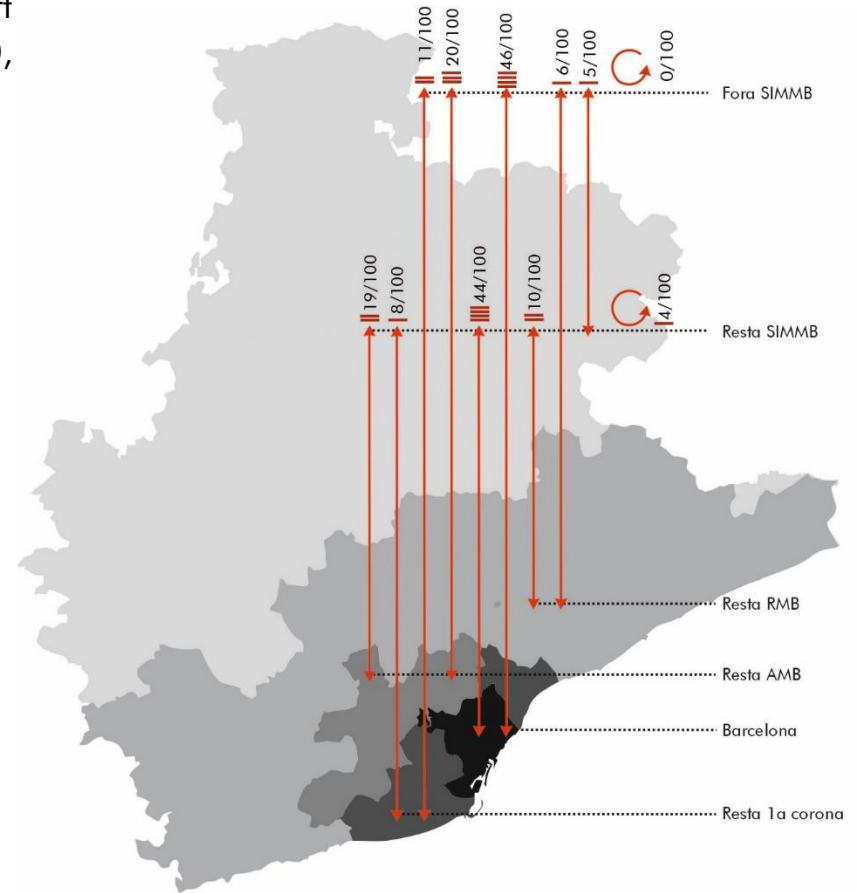 ),
11/100
20/100
46/100
6/100
5/100
0/100
Fora SIMMB
19/100
8/100
44/100
10/100
4/100
Resta SIMMB
Resta RMB
Resta AMB
Barcelona
Resta 1a corona